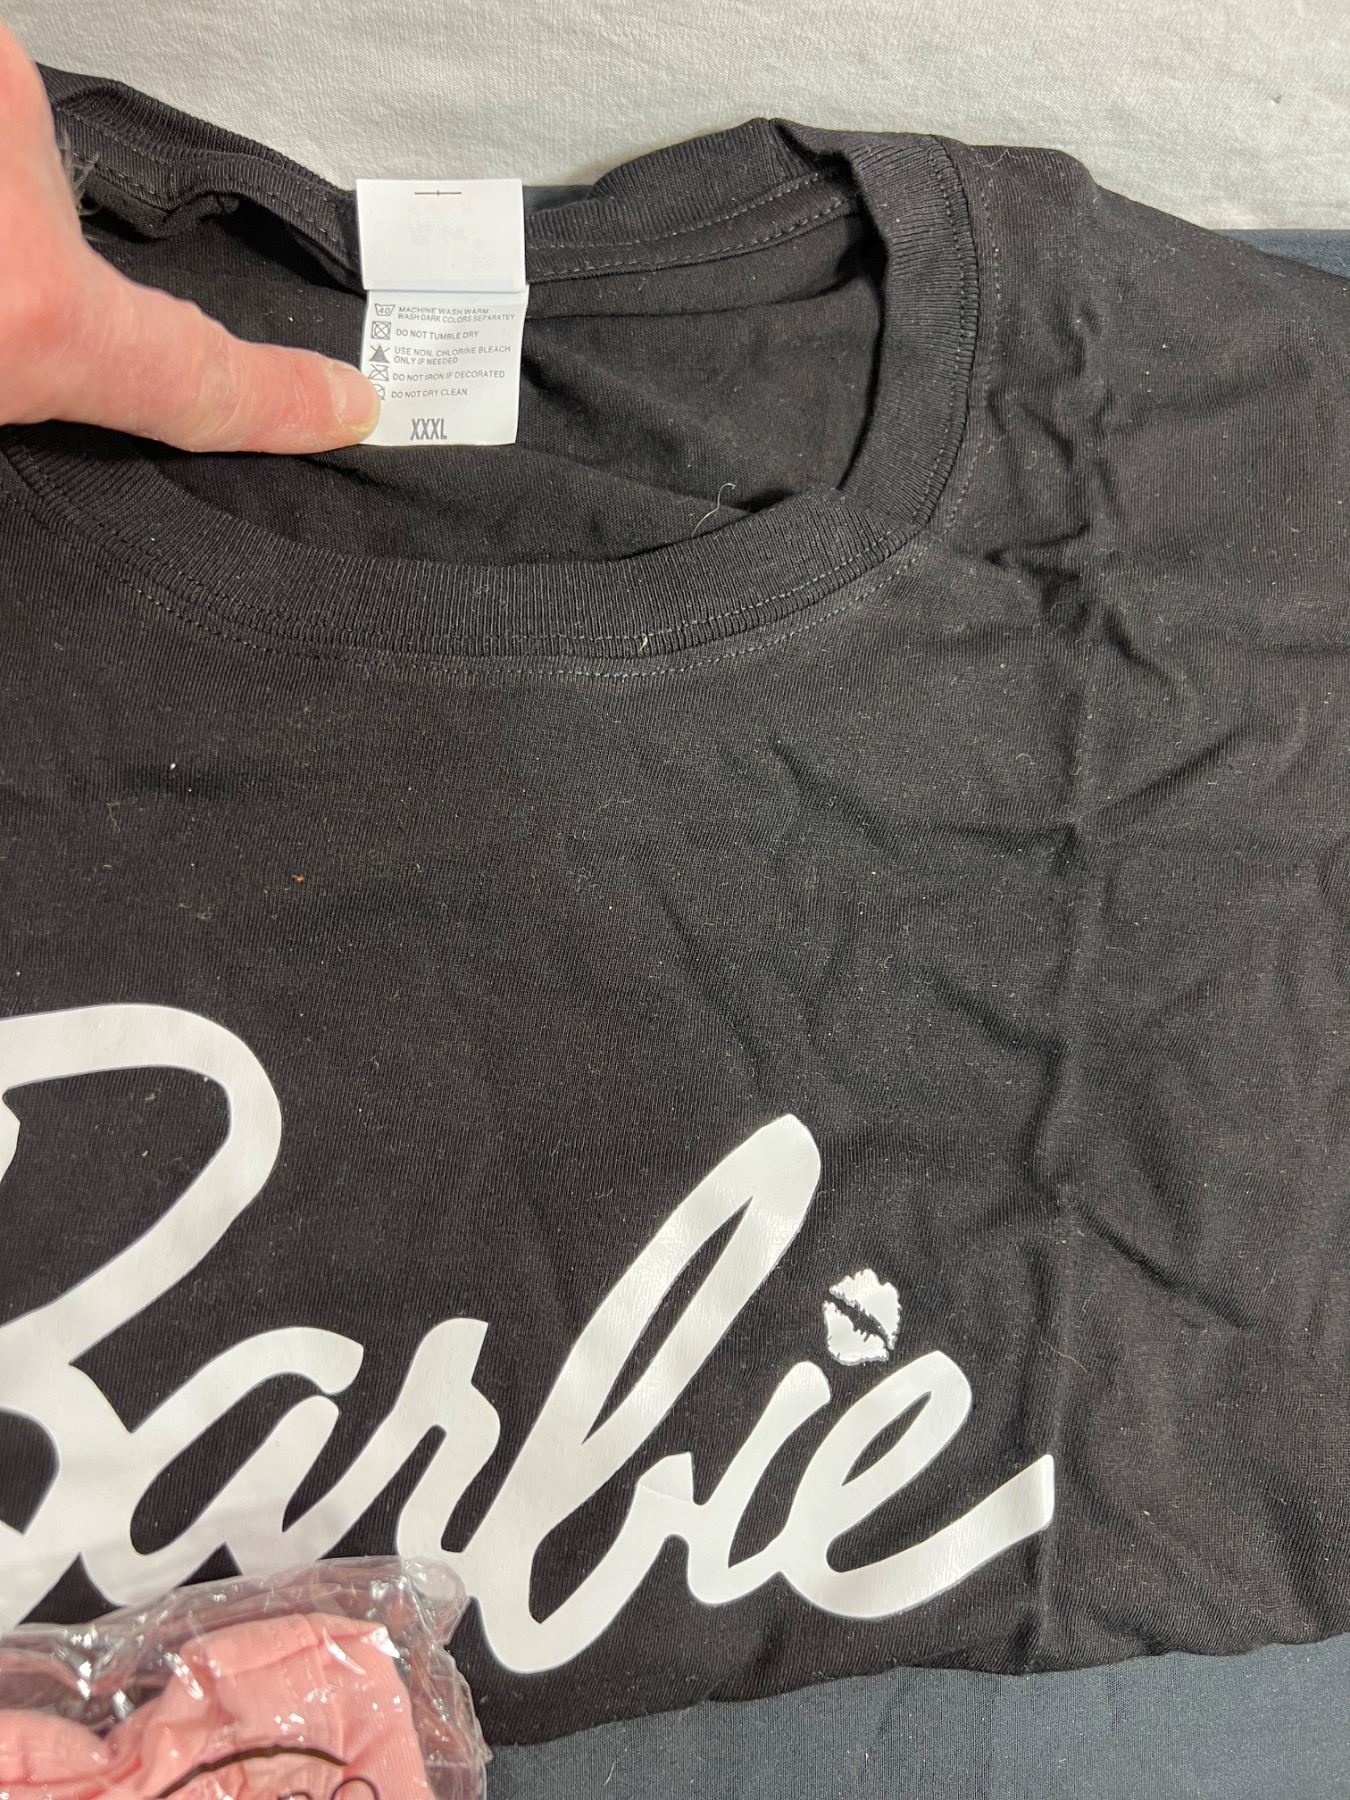 40 MACHINE WASH WARM
WASH DARK COLORS SEPARATEY
DO NOT TUMBLE DRY
USE NON. CHLORINE BLEACH
ONLY IF NEEDED
DO NOT IRON IF DECORATED
DO NOT DRY CLEAN
XXXL
Barbie